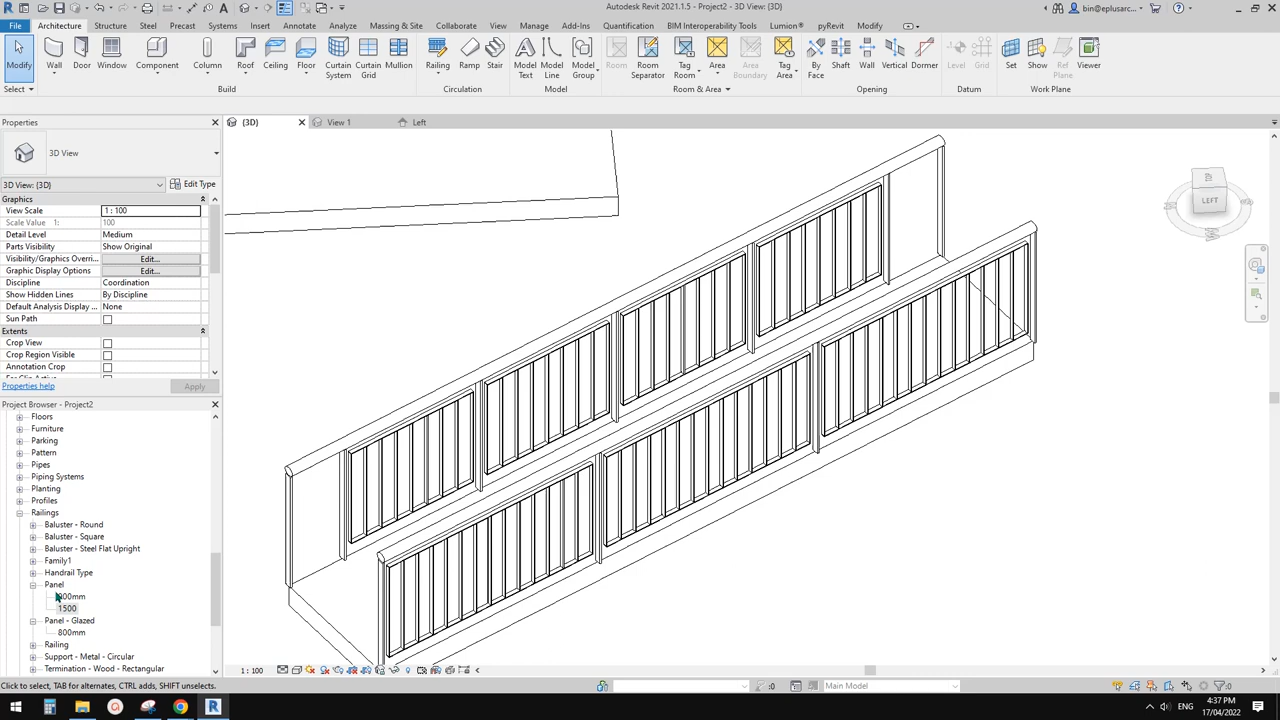 Autodesk Revit 2021.1.5 - Project2 - 3D View: {3D}
bin@eplusarc...
File Architecture Structure Steel Precast Systems Insert Annotate Analyze Massing & Site Collaborate View Manage Add-Ins Quantification BIM Interoperability Tools Lumion® pyRevit Modify
Modify Wall Door Window Component Column Roof Ceiling Floor Curtain System Curtain Grid Mullion Railing Ramp Stair Model Text Model Line Model Group Room Room Separator Tag Room Area Area Boundary Tag Area By Face Shaft Wall Vertical Dormer Level Grid Set Show Ref Plane Viewer
Select Build Circulation Model Room & Area Opening Datum Work Plane
Properties
{3D} View 1 Left
3D View
3D View: {3D} Edit Type
Graphics
View Scale 1 : 100
Scale Value 1: 100
Detail Level Medium
Parts Visibility Show Original
Visibility/Graphics Overri... Edit...
Graphic Display Options Edit...
Discipline Coordination
Show Hidden Lines By Discipline
Default Analysis Display ... None
Sun Path
Extents
Crop View
Crop Region Visible
Annotation Crop
Properties help Apply
LEFT
Project Browser - Project2
Floors
Furniture
Parking
Pattern
Pipes
Piping Systems
Planting
Profiles
Railings
Baluster - Round
Baluster - Square
Baluster - Steel Flat Upright
Family1
Handrail Type
Panel
1500
Panel - Glazed
800mm
Railing
Support - Metal - Circular
Termination - Wood - Rectangular
1 : 100
Click to select, TAB for alternates, CTRL adds, SHIFT unselects.
:0 Main Model :0
ENG
4:37 PM
17/04/2022